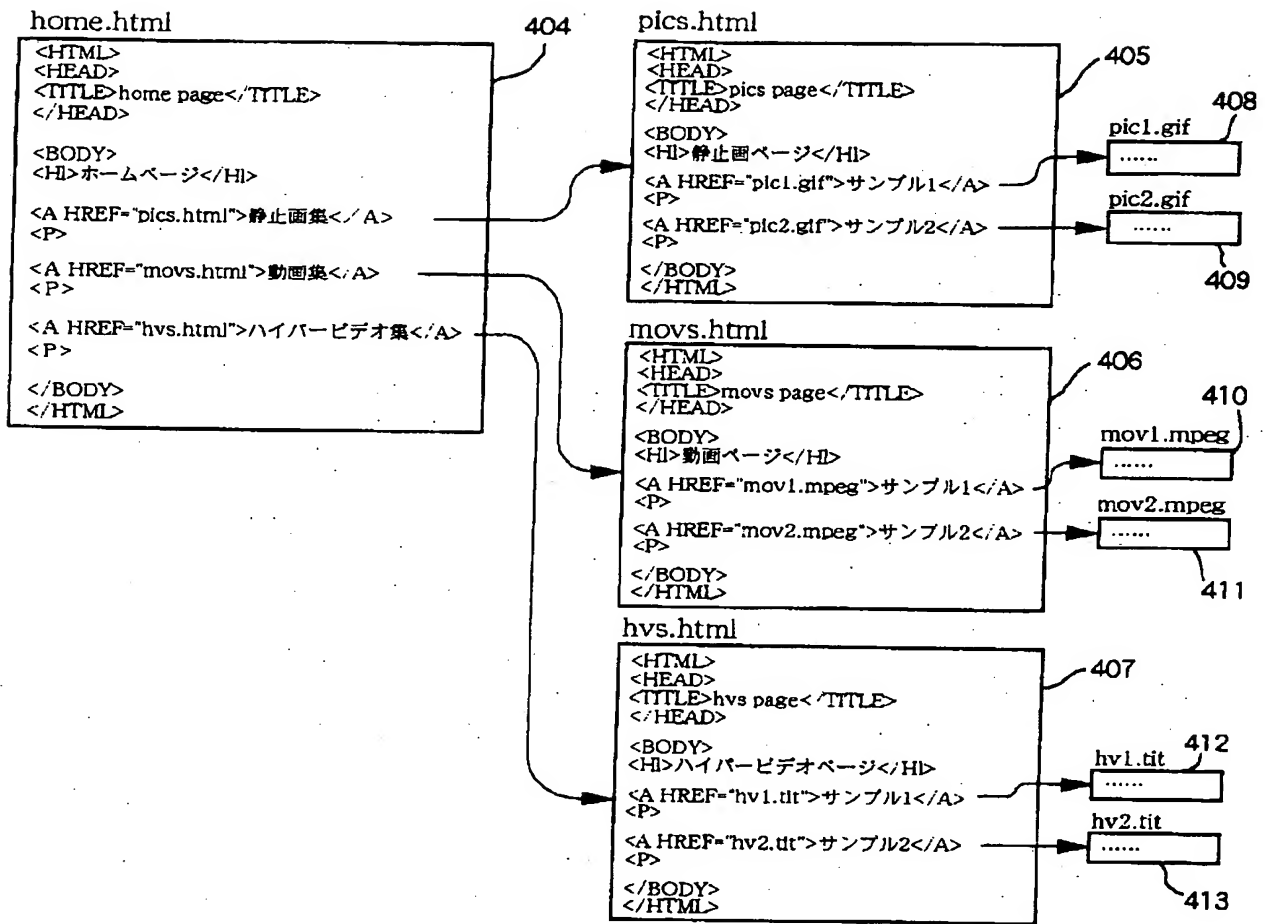 home.html
404
<HTML>
<HEAD>
<TITLE>home page</TITLE>
</HEAD>
<BODY>
<H1>ホームページ</H1>
<A HREF="pics.html">静止画集</A>
<P>
<A HREF="movs.html">動画集</A>
<P>
<A HREF="hvs.html">ハイパービデオ集</A>
<P>
</BODY>
</HTML>
pics.html
405
<HTML>
<HEAD>
<TITLE>pics page</TITLE>
</HEAD>
<BODY>
<H1>静止画ページ</H1>
<A HREF="pic1.gif">サンプル1</A>
<P>
<A HREF="pic2.gif">サンプル2</A>
<P>
</BODY>
</HTML>
408
pic1.gif
......
pic2.gif
......
409
movs.html
406
<HTML>
<HEAD>
<TITLE>movs page</TITLE>
</HEAD>
<BODY>
<H1>動画ページ</H1>
<A HREF="mov1.mpeg">サンプル1</A>
<P>
<A HREF="mov2.mpeg">サンプル2</A>
<P>
</BODY>
</HTML>
410
mov1.mpeg
......
mov2.mpeg
......
411
hvs.html
407
<HTML>
<HEAD>
<TITLE>hvs page</TITLE>
</HEAD>
<BODY>
<H1>ハイパービデオページ</H1>
<A HREF="hv1.tit">サンプル1</A>
<P>
<A HREF="hv2.tit">サンプル2</A>
<P>
</BODY>
</HTML>
412
hv1.tit
......
hv2.tit
......
413